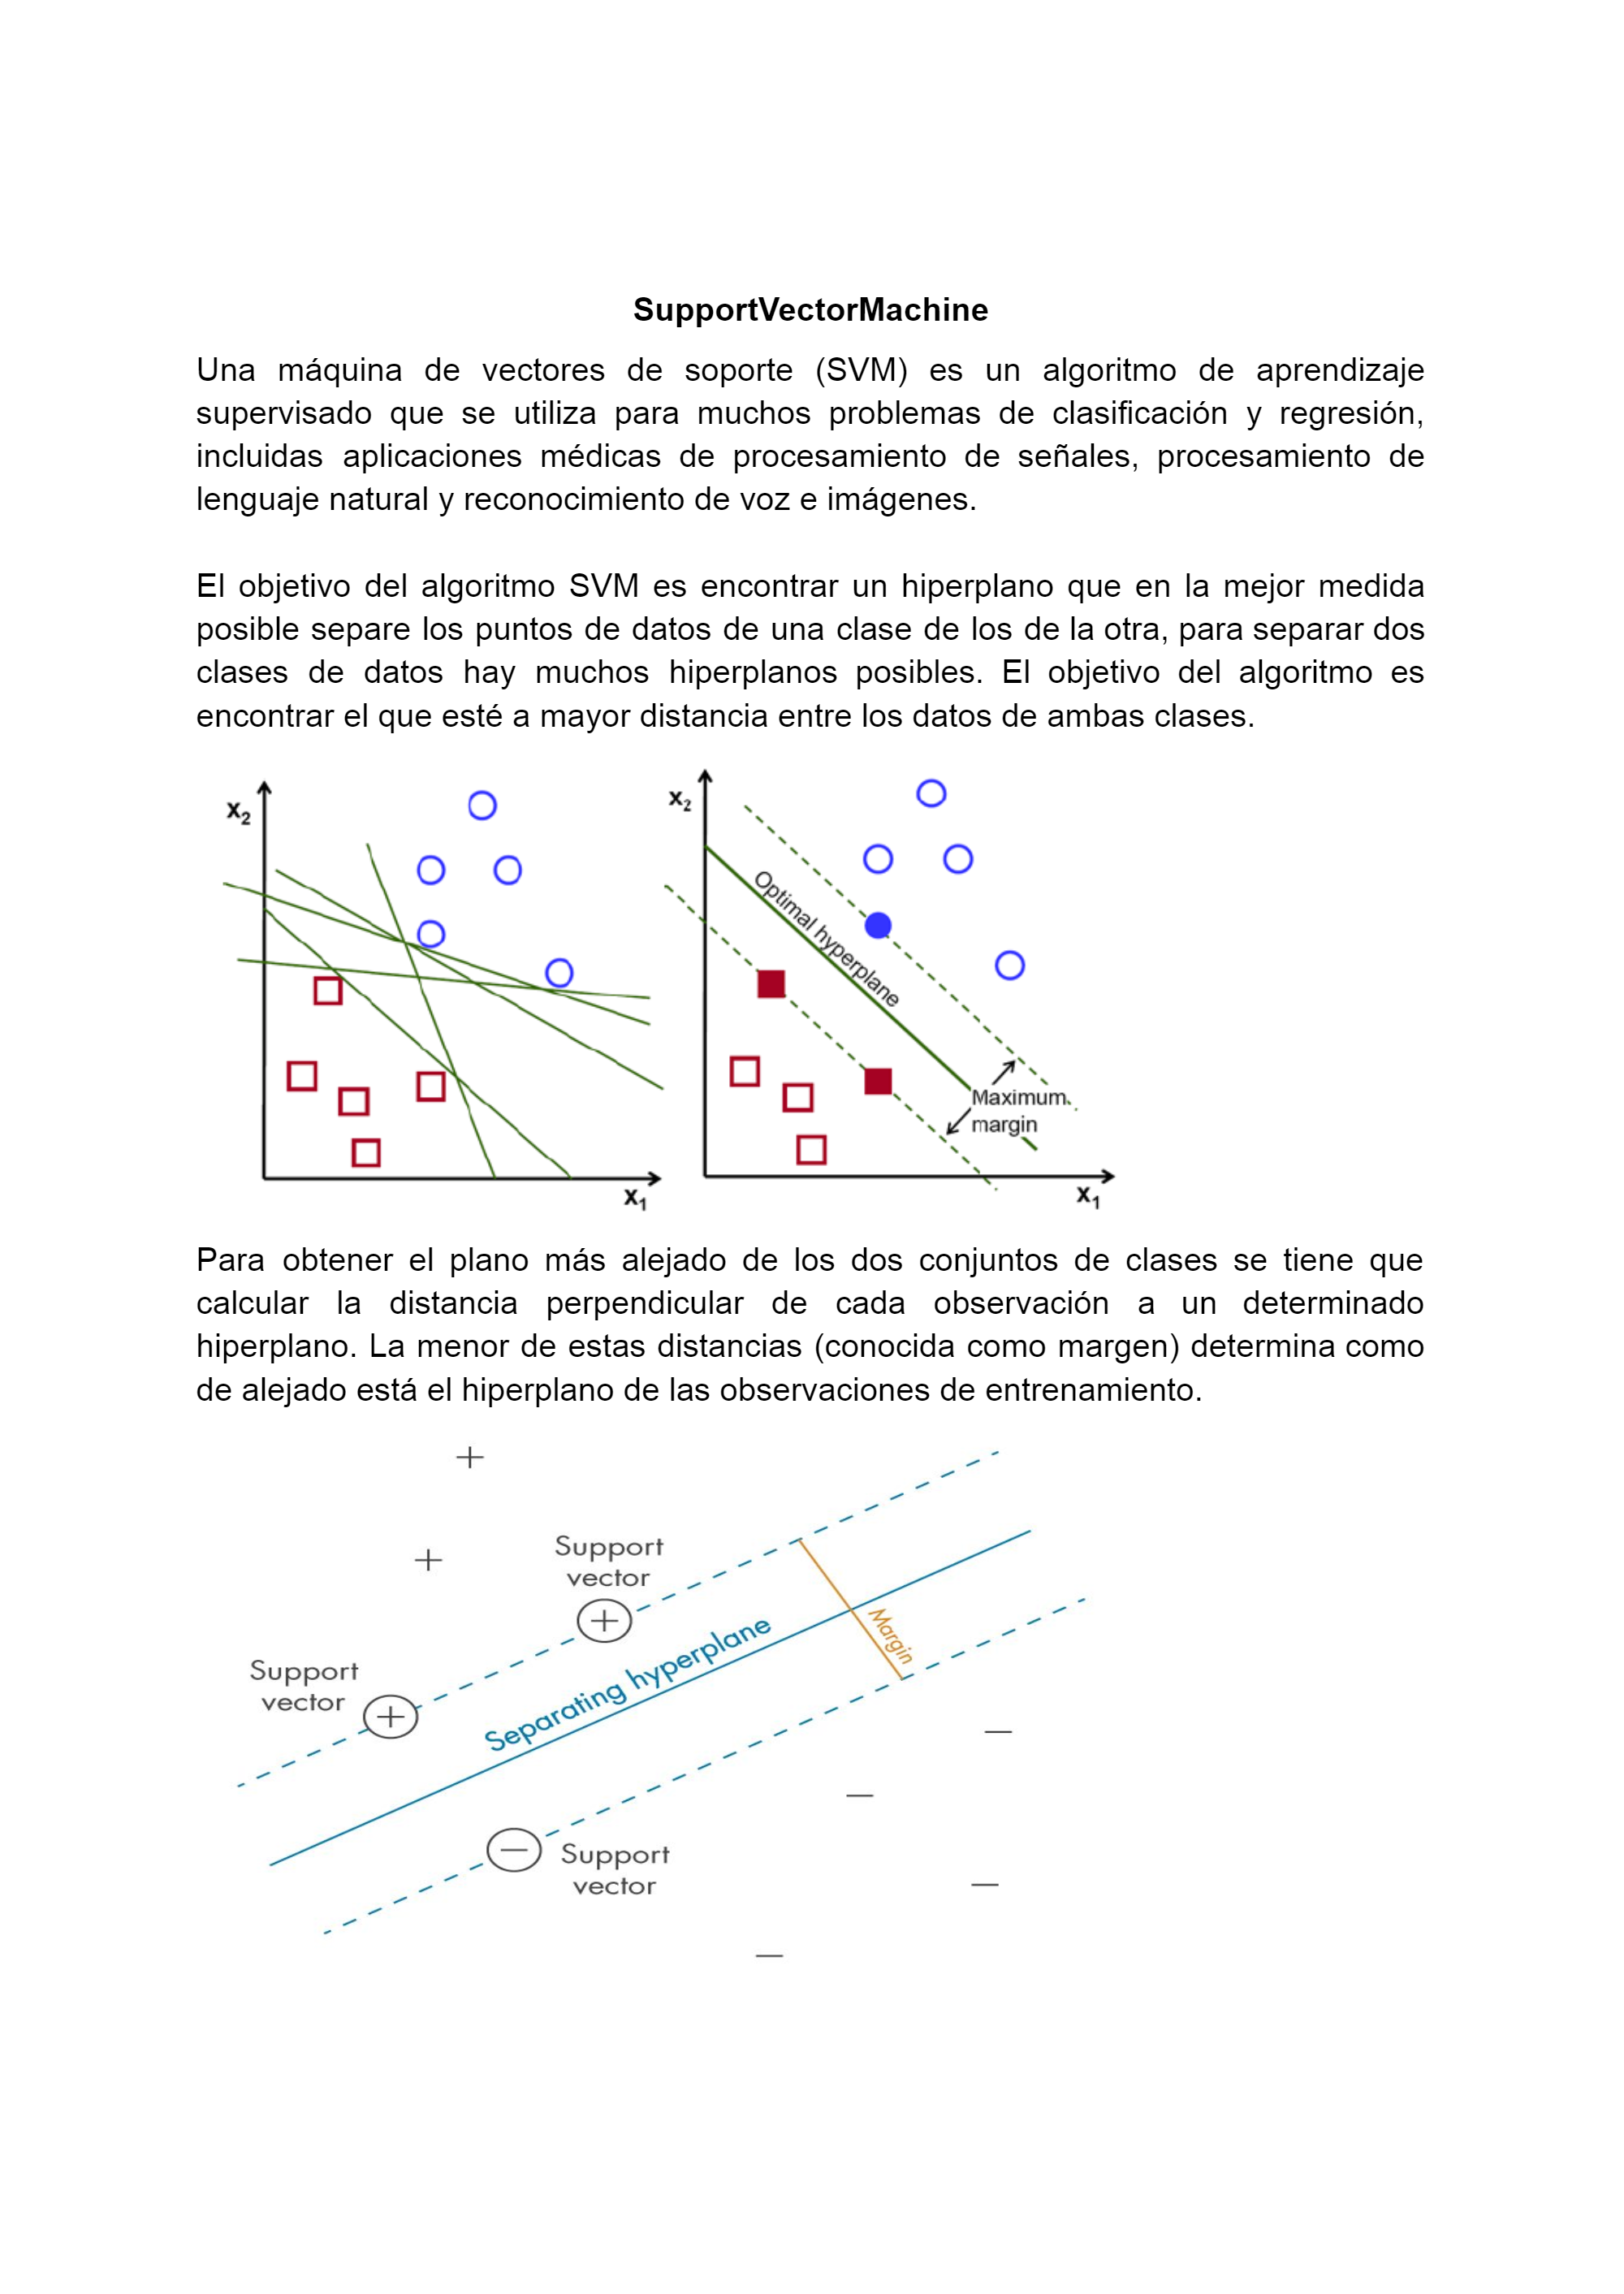 SupportVectorMachine
Una máquina de vectores de soporte (SVM) es un algoritmo de aprendizaje
supervisado que se utiliza para muchos problemas de clasificación y regresión,
incluidas aplicaciones médicas de procesamiento de señales, procesamiento de
lenguaje natural y reconocimiento de voz e imágenes.
El objetivo del algoritmo SVM es encontrar un hiperplano que en la mejor medida
posible separe los puntos de datos de una clase de los de la otra, para separar dos
clases de datos hay muchos hiperplanos posibles. El objetivo del algoritmo es
encontrar el que esté a mayor distancia entre los datos de ambas clases.
x₂
x₁
x₂
Optimal hyperplane
Maximum
margin
x₁
Para obtener el plano más alejado de los dos conjuntos de clases se tiene que
calcular la distancia perpendicular de cada observación a un determinado
hiperplano. La menor de estas distancias (conocida como margen) determina como
de alejado está el hiperplano de las observaciones de entrenamiento.
Support
vector
Support
vector
Separating hyperplane
Margin
Support
vector